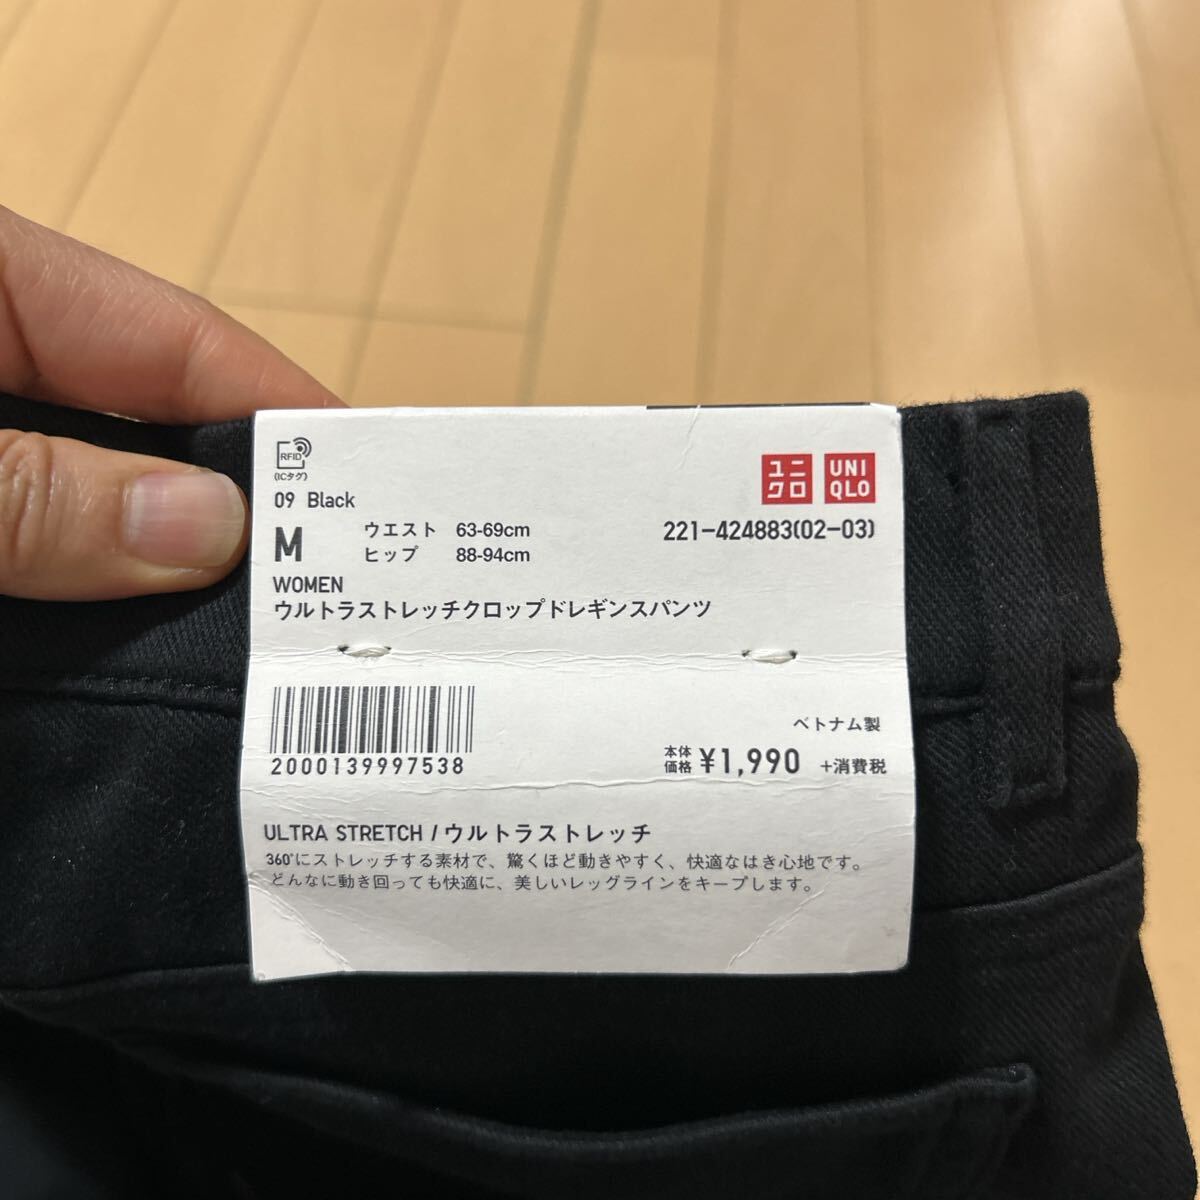 RFID
(ICタグ)
09 Black
M
ウエスト 63-69cm
ヒップ 88-94cm
ユニ
クロ
UNI
QLO
221-424883(02-03)
WOMEN
ウルトラストレッチクロップドレギンスパンツ
2000139997538
ベトナム製
本体
価格 ¥1,990 +消費税
ULTRA STRETCH / ウルトラストレッチ
360°にストレッチする素材で、驚くほど動きやすく、快適なはき心地です。
どんなに動き回っても快適に、美しいレッグラインをキープします。